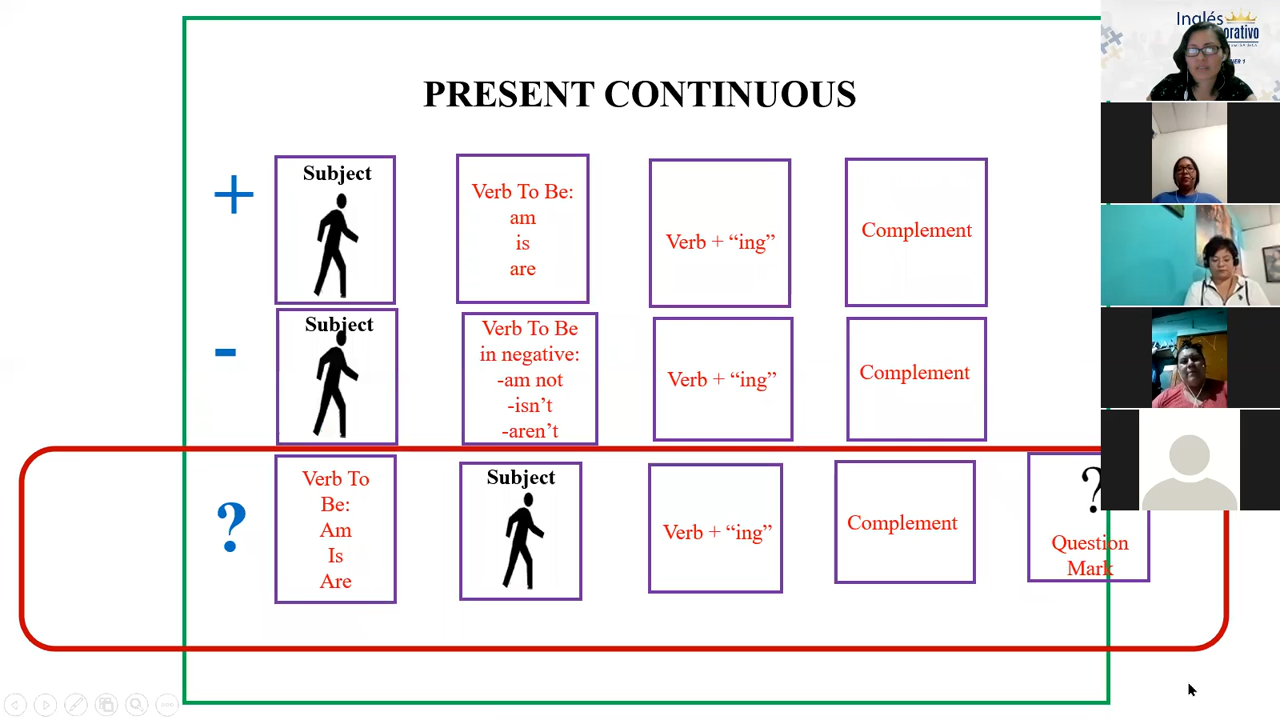 Inglés
orativo
PRESENT CONTINUOUS
+
Subject
Verb To Be:
am
is
are
Verb + “ing”
Complement
-
Subject
Verb To Be
in negative:
-am not
-isn’t
-aren’t
Verb + “ing”
Complement
?
Verb To
Be:
Am
Is
Are
Subject
Verb + “ing”
Complement
?
Question
Mark